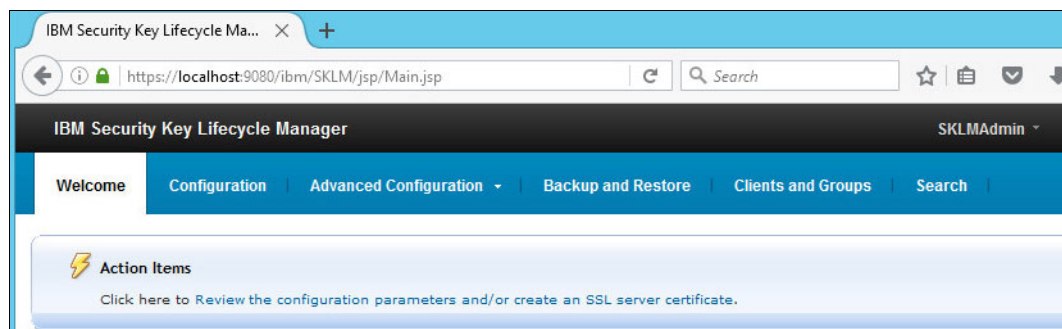 IBM Security Key Lifecycle Ma...
https://localhost:9080/ibm/SKLM/jsp/Main.jsp
Search
IBM Security Key Lifecycle Manager
SKLMAdmin
Welcome
Configuration
Advanced Configuration
Backup and Restore
Clients and Groups
Search
Action Items
Click here to Review the configuration parameters and/or create an SSL server certificate.